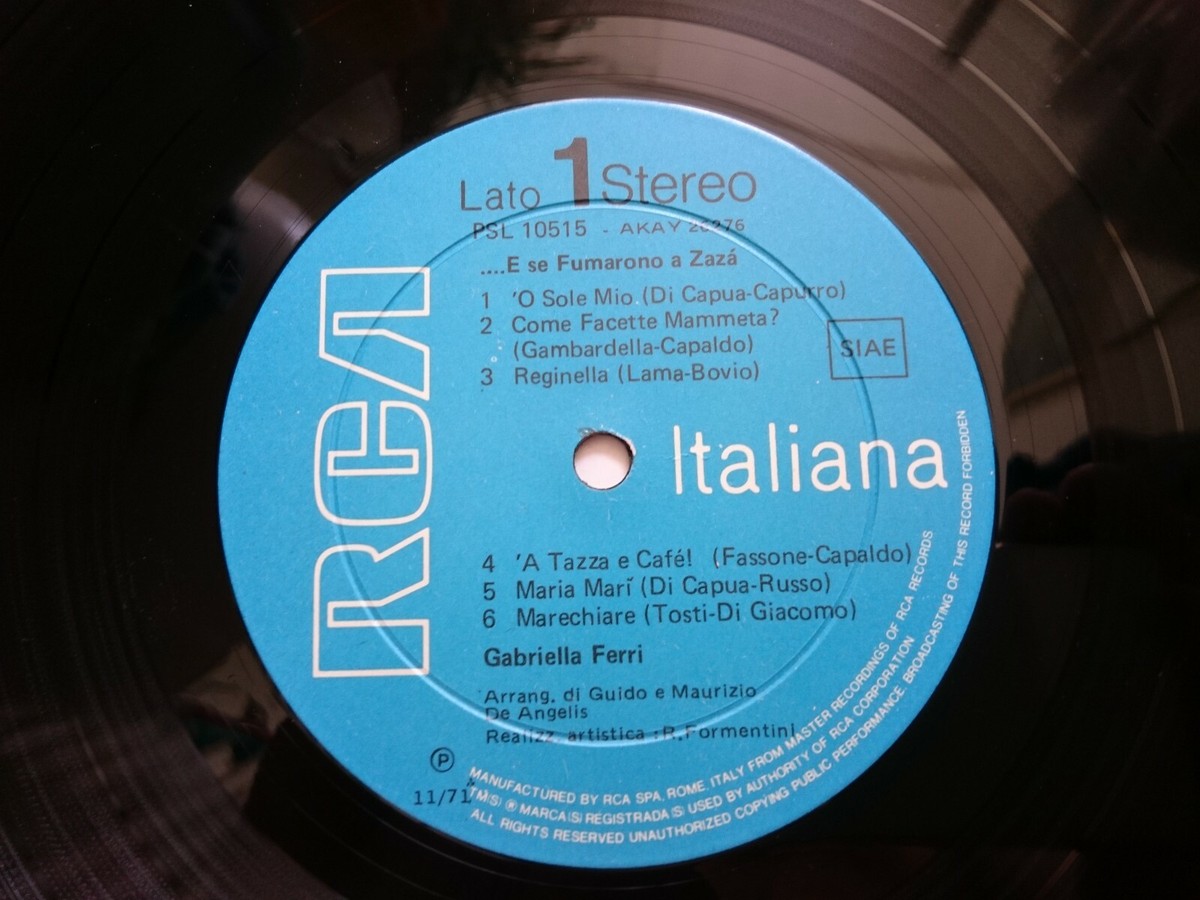 Lato 1 Stereo
PSL 10515 - AKAY 26276
....E se Fumarono a Zazá
1 'O Sole Mio (Di Capua-Capurro)
2 Come Facette Mammeta?
(Gambardella-Capaldo)
3 Reginella (Lama-Bovio)
SIAE
RCA
Italiana
4 'A Tazza e Café! (Fassone-Capaldo)
5 Maria Marí (Di Capua-Russo)
6 Marechiare (Tosti-Di Giacomo)
Gabriella Ferri
Arrang. di Guido e Maurizio
De Angelis
Realizz. artistica : R. Formentini
Ⓟ
11/71
MANUFACTURED BY RCA SPA, ROME, ITALY FROM MASTER RECORDINGS OF RCA RECORDS
TM(S) ® MARCA(S) REGISTRADA(S) USED BY AUTHORITY OF RCA CORPORATION
ALL RIGHTS RESERVED UNAUTHORIZED COPYING PUBLIC PERFORMANCE, BROADCASTING OF THIS RECORD FORBIDDEN